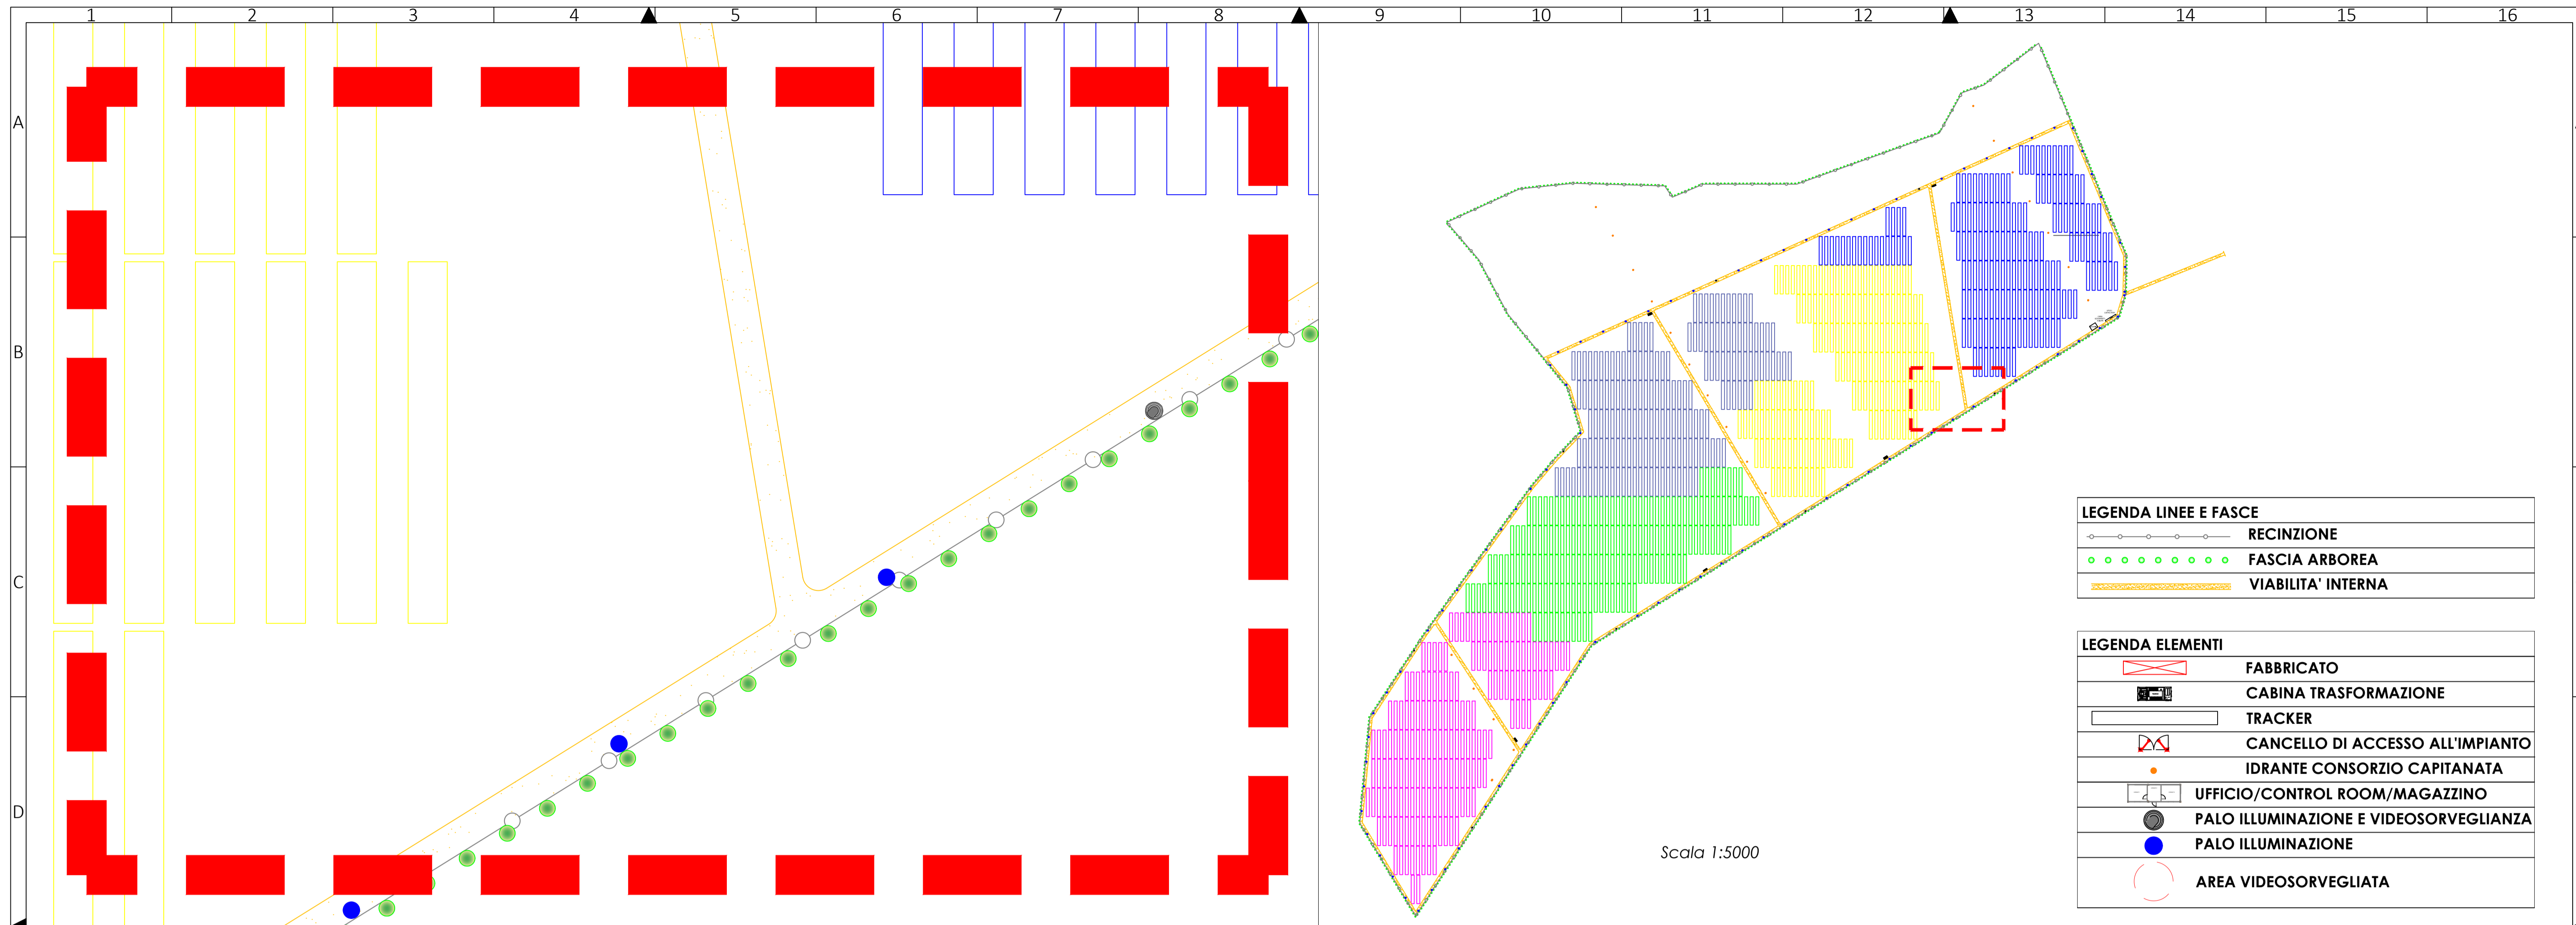 1 2 3 4 5 6 7 8 9 10 11 12 13 14 15 16
A
B
C
D
Scala 1:5000
LEGENDA LINEE E FASCE
RECINZIONE
FASCIA ARBOREA
VIABILITA' INTERNA
LEGENDA ELEMENTI
FABBRICATO
CABINA TRASFORMAZIONE
TRACKER
CANCELLO DI ACCESSO ALL'IMPIANTO
IDRANTE CONSORZIO CAPITANATA
UFFICIO/CONTROL ROOM/MAGAZZINO
PALO ILLUMINAZIONE E VIDEOSORVEGLIANZA
PALO ILLUMINAZIONE
AREA VIDEOSORVEGLIATA